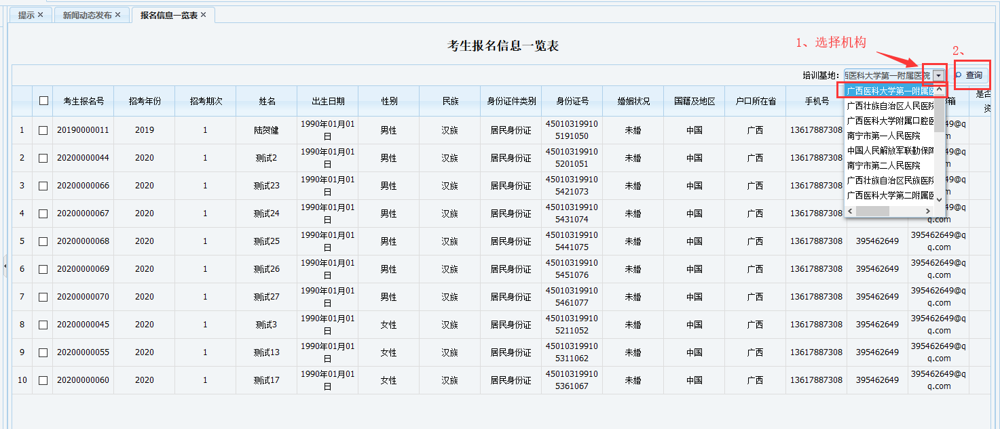 提示 ×
新闻动态发布 ×
报名信息一览表 ×
考生报名信息一览表
1、选择机构
2、
培训基地:
医科大学第一附属医院
查询
广西医科大学第一附属医
广西壮族自治区人民医院
广西医科大学附属口腔医
南宁市第一人民医院
中国人民解放军联勤保障
南宁市第二人民医院
广西壮族自治区民族医院
广西医科大学第二附属医
考生报名号 招考年份 招考期次 姓名 出生日期 性别 民族 身份证件类别 身份证号 婚姻状况 国籍及地区 户口所在省 手机号 箱 是否
资
1 20190000011 2019 1 陆贺健 1990年01月01日 男性 汉族 居民身份证 450103199105191050 未婚 中国 广西 13617887308 49@q
2 20200000044 2020 1 测试2 1990年01月01日 男性 汉族 居民身份证 450103199105201051 未婚 中国 广西 13617887308 49@q
3 20200000066 2020 1 测试23 1990年01月01日 男性 汉族 居民身份证 450103199105421073 未婚 中国 广西 13617887308 49@q
4 20200000067 2020 1 测试24 1990年01月01日 男性 汉族 居民身份证 450103199105431074 未婚 中国 广西 13617887308 49@q
q.com
5 20200000068 2020 1 测试25 1990年01月01日 男性 汉族 居民身份证 450103199105441075 未婚 中国 广西 13617887308 395462649 395462649@qq.com
6 20200000069 2020 1 测试26 1990年01月01日 男性 汉族 居民身份证 450103199105451076 未婚 中国 广西 13617887308 395462649 395462649@qq.com
7 20200000070 2020 1 测试27 1990年01月01日 男性 汉族 居民身份证 450103199105461077 未婚 中国 广西 13617887308 395462649 395462649@qq.com
8 20200000045 2020 1 测试3 1990年01月01日 女性 汉族 居民身份证 450103199105211052 未婚 中国 广西 13617887308 395462649 395462649@qq.com
9 20200000055 2020 1 测试13 1990年01月01日 女性 汉族 居民身份证 450103199105311062 未婚 中国 广西 13617887308 395462649 395462649@qq.com
10 20200000060 2020 1 测试17 1990年01月01日 女性 汉族 居民身份证 450103199105361067 未婚 中国 广西 13617887308 395462649 395462649@qq.com